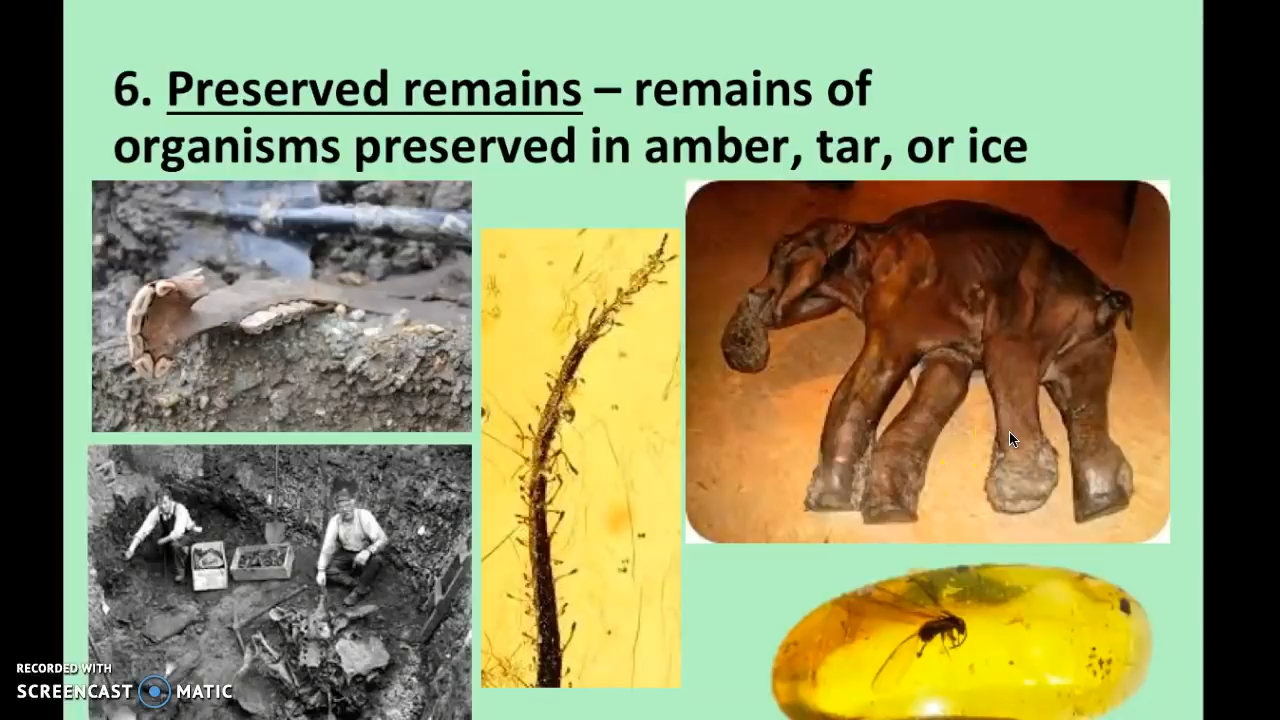 6. Preserved remains – remains of
organisms preserved in amber, tar, or ice
RECORDED WITH
SCREENCAST MATIC